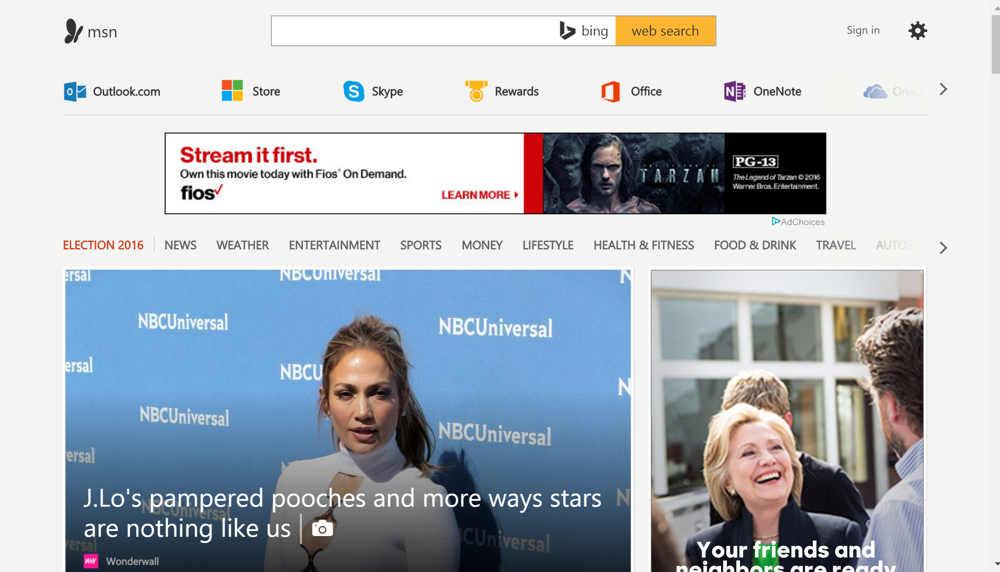 msn
bing
web search
Sign in
Outlook.com
Store
Skype
Rewards
Office
OneNote
OneDr
Stream it first.
Own this movie today with Fios® On Demand.
fios
LEARN MORE
TARZAN
PG-13
The Legend of Tarzan © 2016
Warner Bros. Entertainment.
AdChoices
ELECTION 2016
NEWS
WEATHER
ENTERTAINMENT
SPORTS
MONEY
LIFESTYLE
HEALTH & FITNESS
FOOD & DRINK
TRAVEL
AUTOS
ersal
NBCUniversal
N
NBCUniversal
NBCUniversal
ersal
NBCU
N
NBCUniversal
NBCUniversal
ersal
N
NBCUniversal
N
J.Lo's pampered pooches and more ways stars
are nothing like us
CUniversal
versal
Wonderwall
Your friends and
neighbors are ready